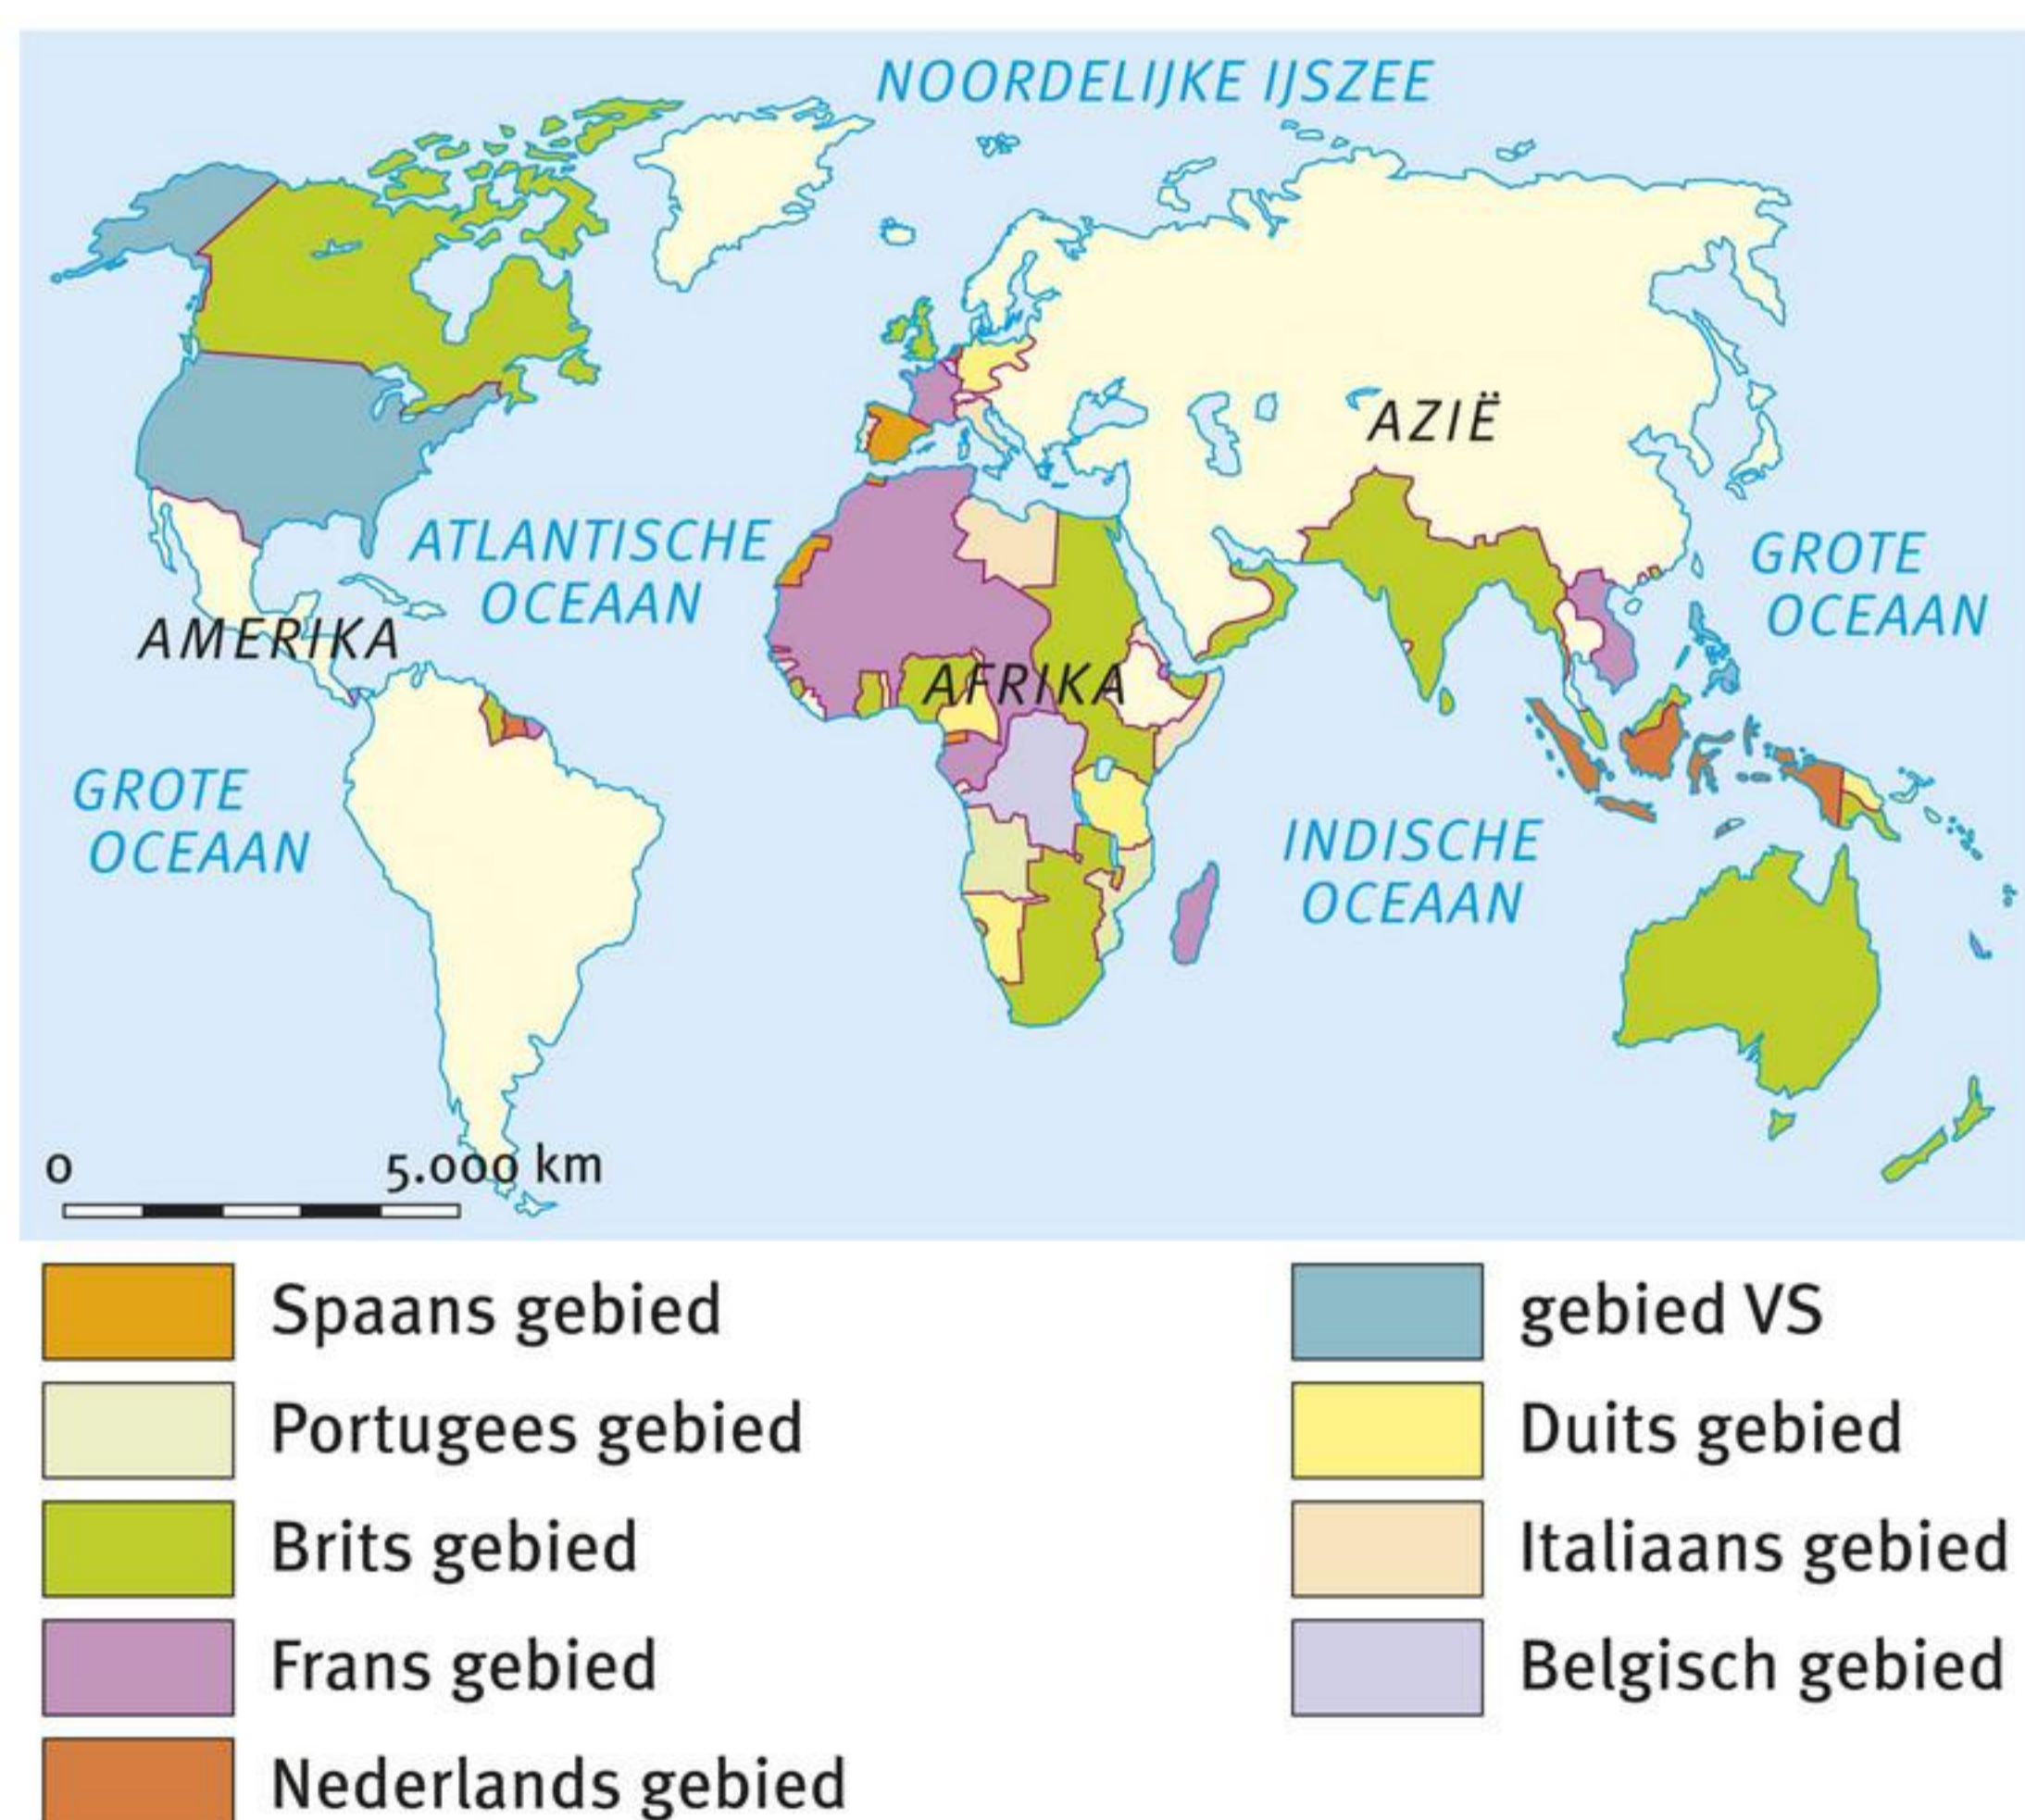 NOORDELIJKE IJSZEE
AZIË
ATLANTISCHE
OCEAAN
GROTE
OCEAAN
AMERIKA
AFRIKA
GROTE
OCEAAN
INDISCHE
OCEAAN
0 5.000 km
Spaans gebied
Portugees gebied
Brits gebied
Frans gebied
Nederlands gebied
gebied VS
Duits gebied
Italiaans gebied
Belgisch gebied